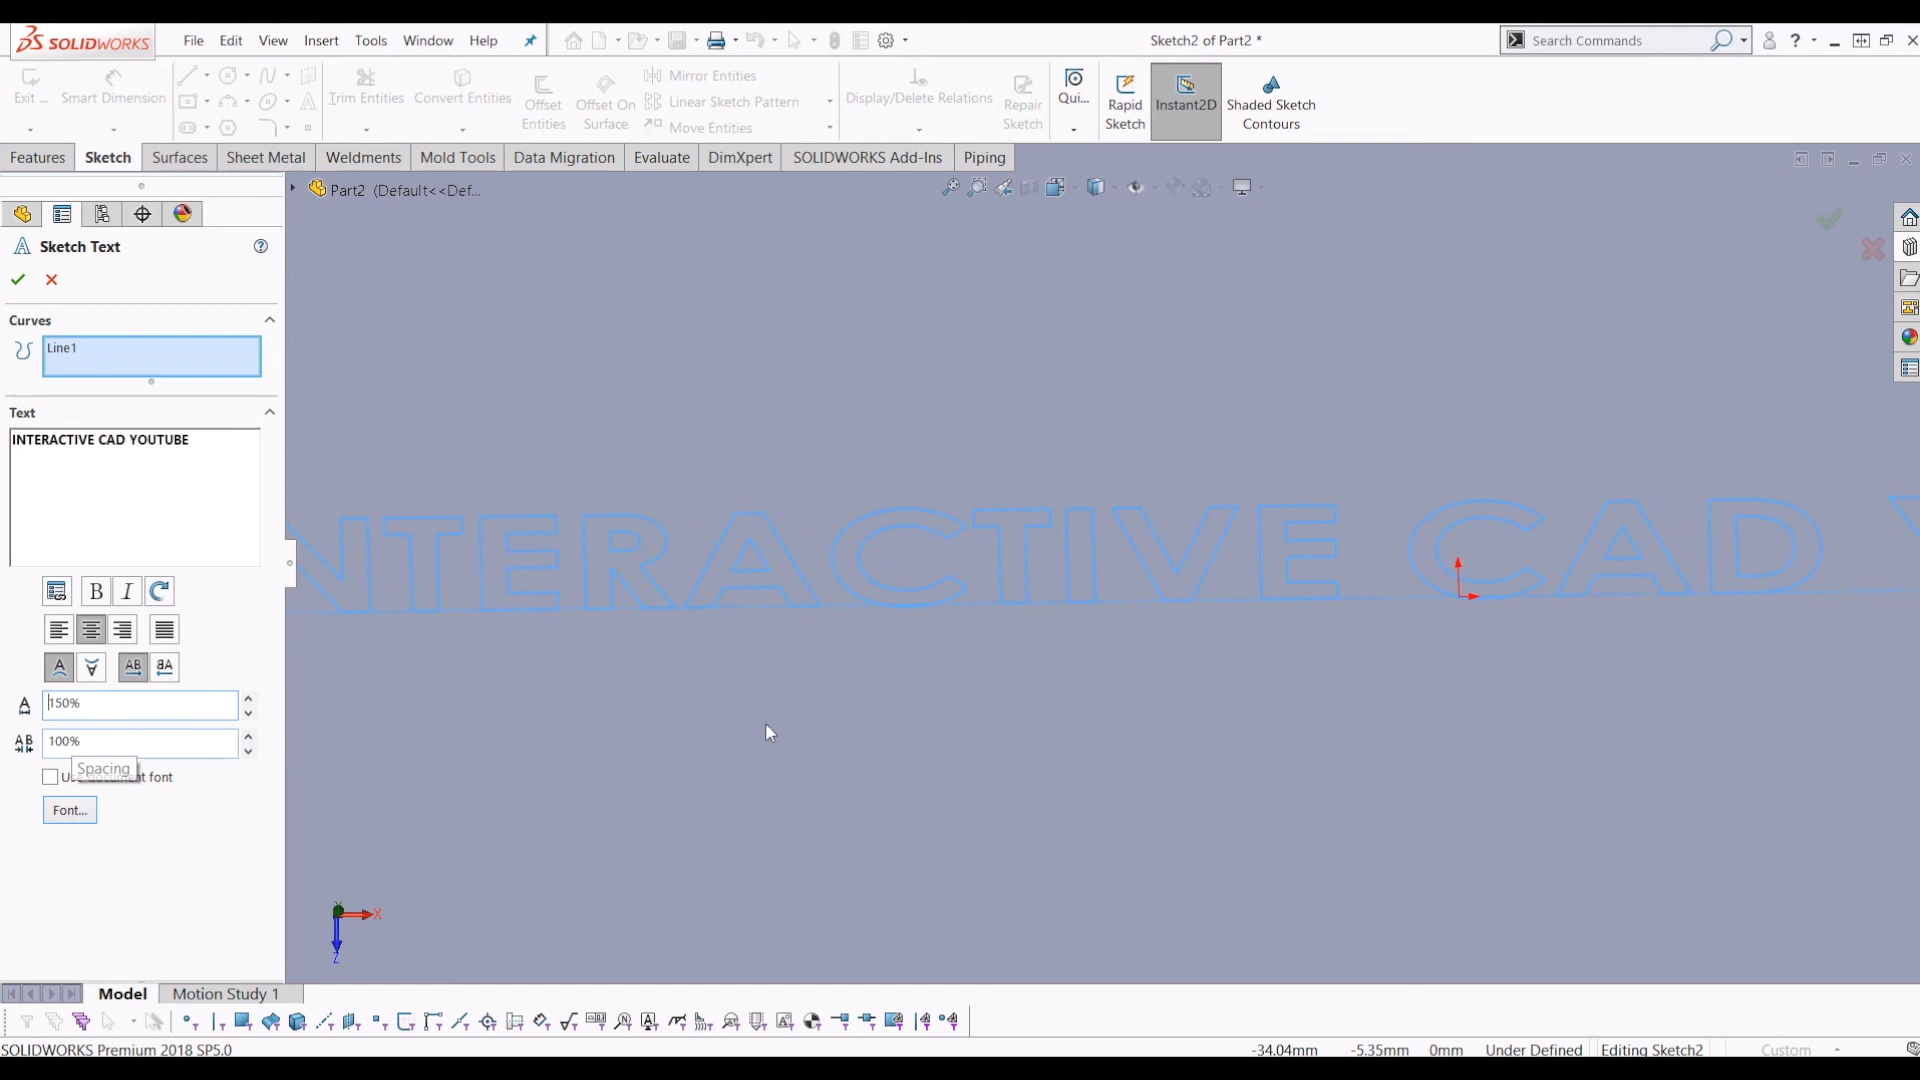 SOLIDWORKS File Edit View Insert Tools Window Help Sketch2 of Part2 * Search Commands
Exit ... Smart Dimension Trim Entities Convert Entities Offset Entities Offset On Surface Mirror Entities Linear Sketch Pattern Move Entities Display/Delete Relations Repair Sketch Qui... Rapid Sketch Instant2D Shaded Sketch Contours
Features Sketch Surfaces Sheet Metal Weldments Mold Tools Data Migration Evaluate DimXpert SOLIDWORKS Add-Ins Piping
Part2 (Default<<Def...
Sketch Text
Curves
Line1
Text
INTERACTIVE CAD YOUTUBE
NTERACTIVE CAD Y
B I
AB
150%
100%
Spacing
Font...
X
Z
Model Motion Study 1
SOLIDWORKS Premium 2018 SP5.0 -34.04mm -5.35mm 0mm Under Defined Editing Sketch2 Custom